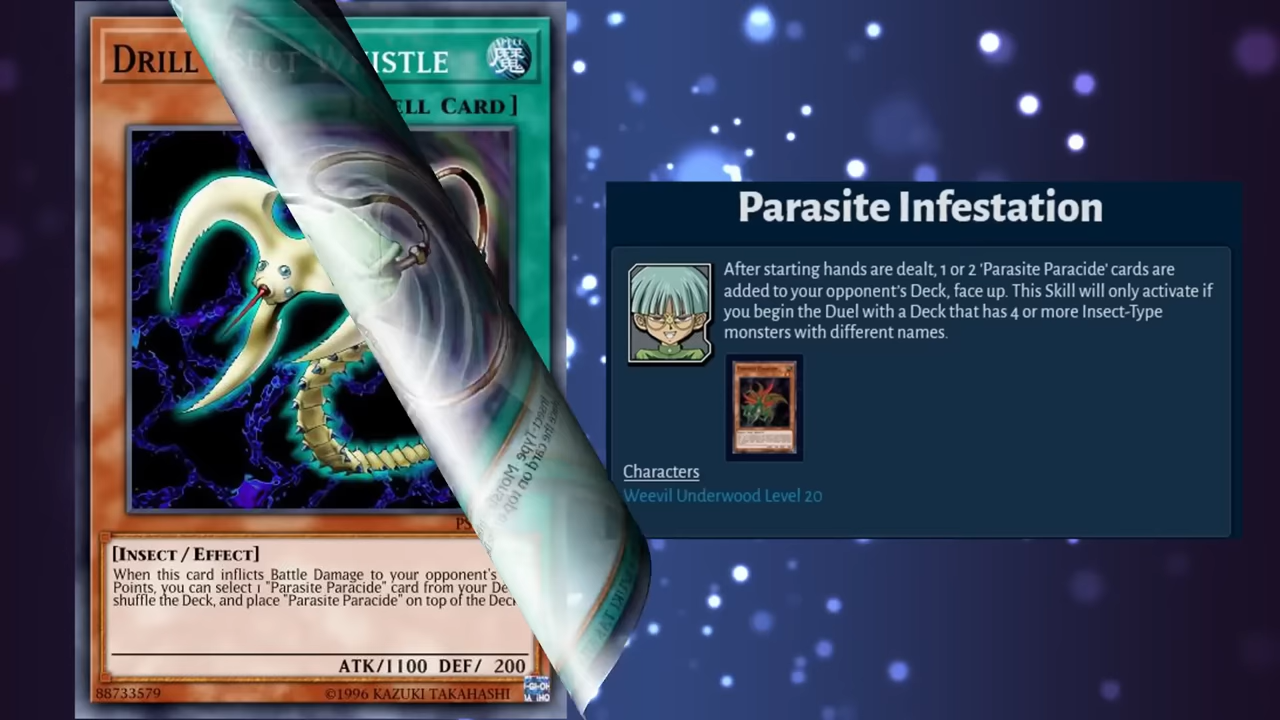 DRILL
ISTLE
魔
ELL CARD]
[INSECT / EFFECT]
When this card inflicts Battle Damage to your opponent's
Points, you can select 1 "Parasite Paracide" card from your De
shuffle the Deck, and place "Parasite Paracide" on top of the Deck
ATK/1100 DEF/ 200
88733579
©1996 KAZUKI TAKAHASHI
Parasite Infestation
After starting hands are dealt, 1 or 2 'Parasite Paracide' cards are
added to your opponent's Deck, face up. This Skill will only activate if
you begin the Duel with a Deck that has 4 or more Insect-Type
monsters with different names.
Characters
Weevil Underwood Level 20